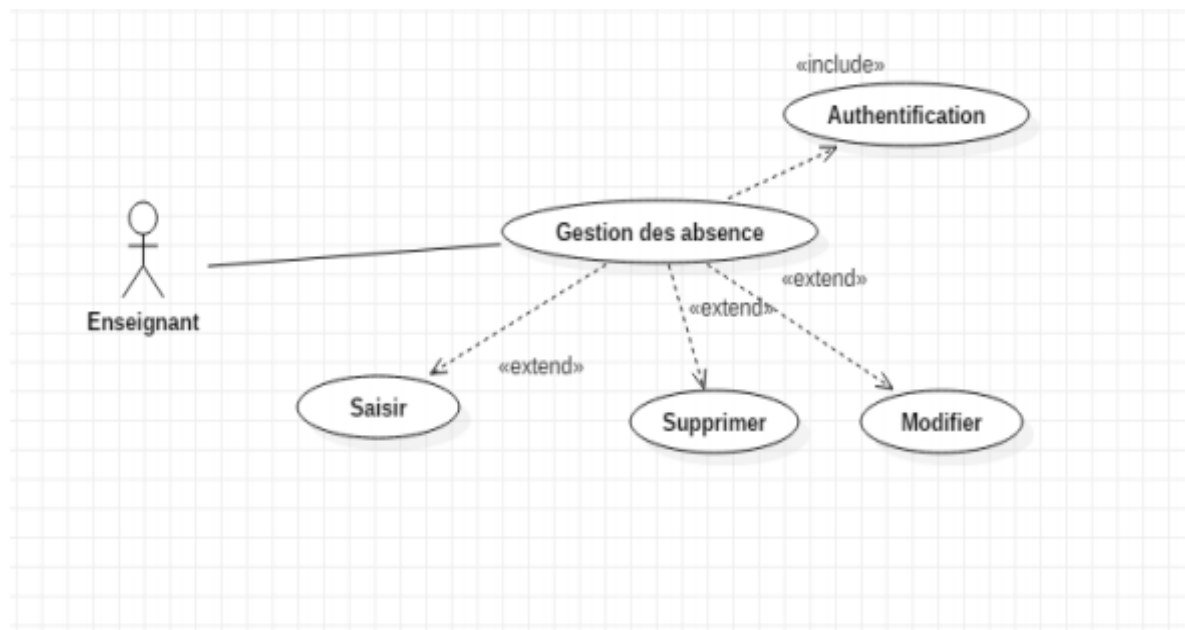 «include»
Authentification
Gestion des absence
«extend»
«extend»
Enseignant
«extend»
Saisir
Supprimer
Modifier